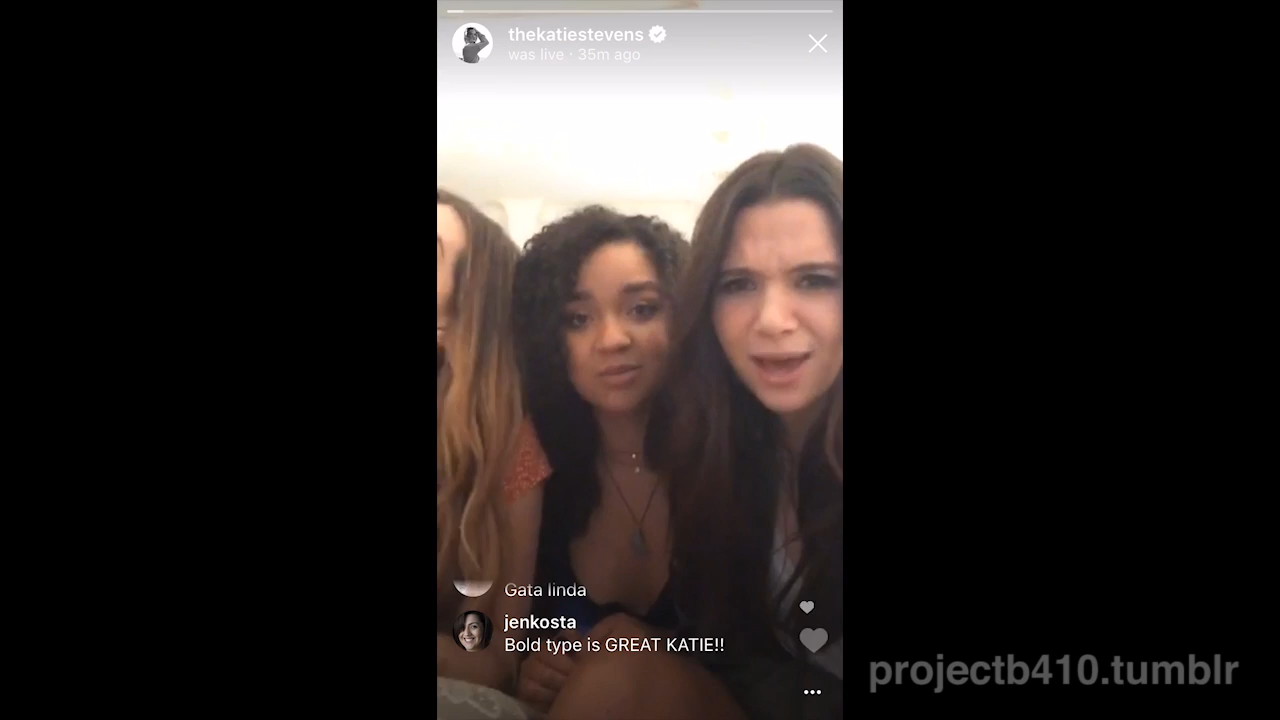 thekatiestevens
was live · 35m ago
Gata linda
jenkosta
Bold type is GREAT KATIE!!
projectb410.tumblr